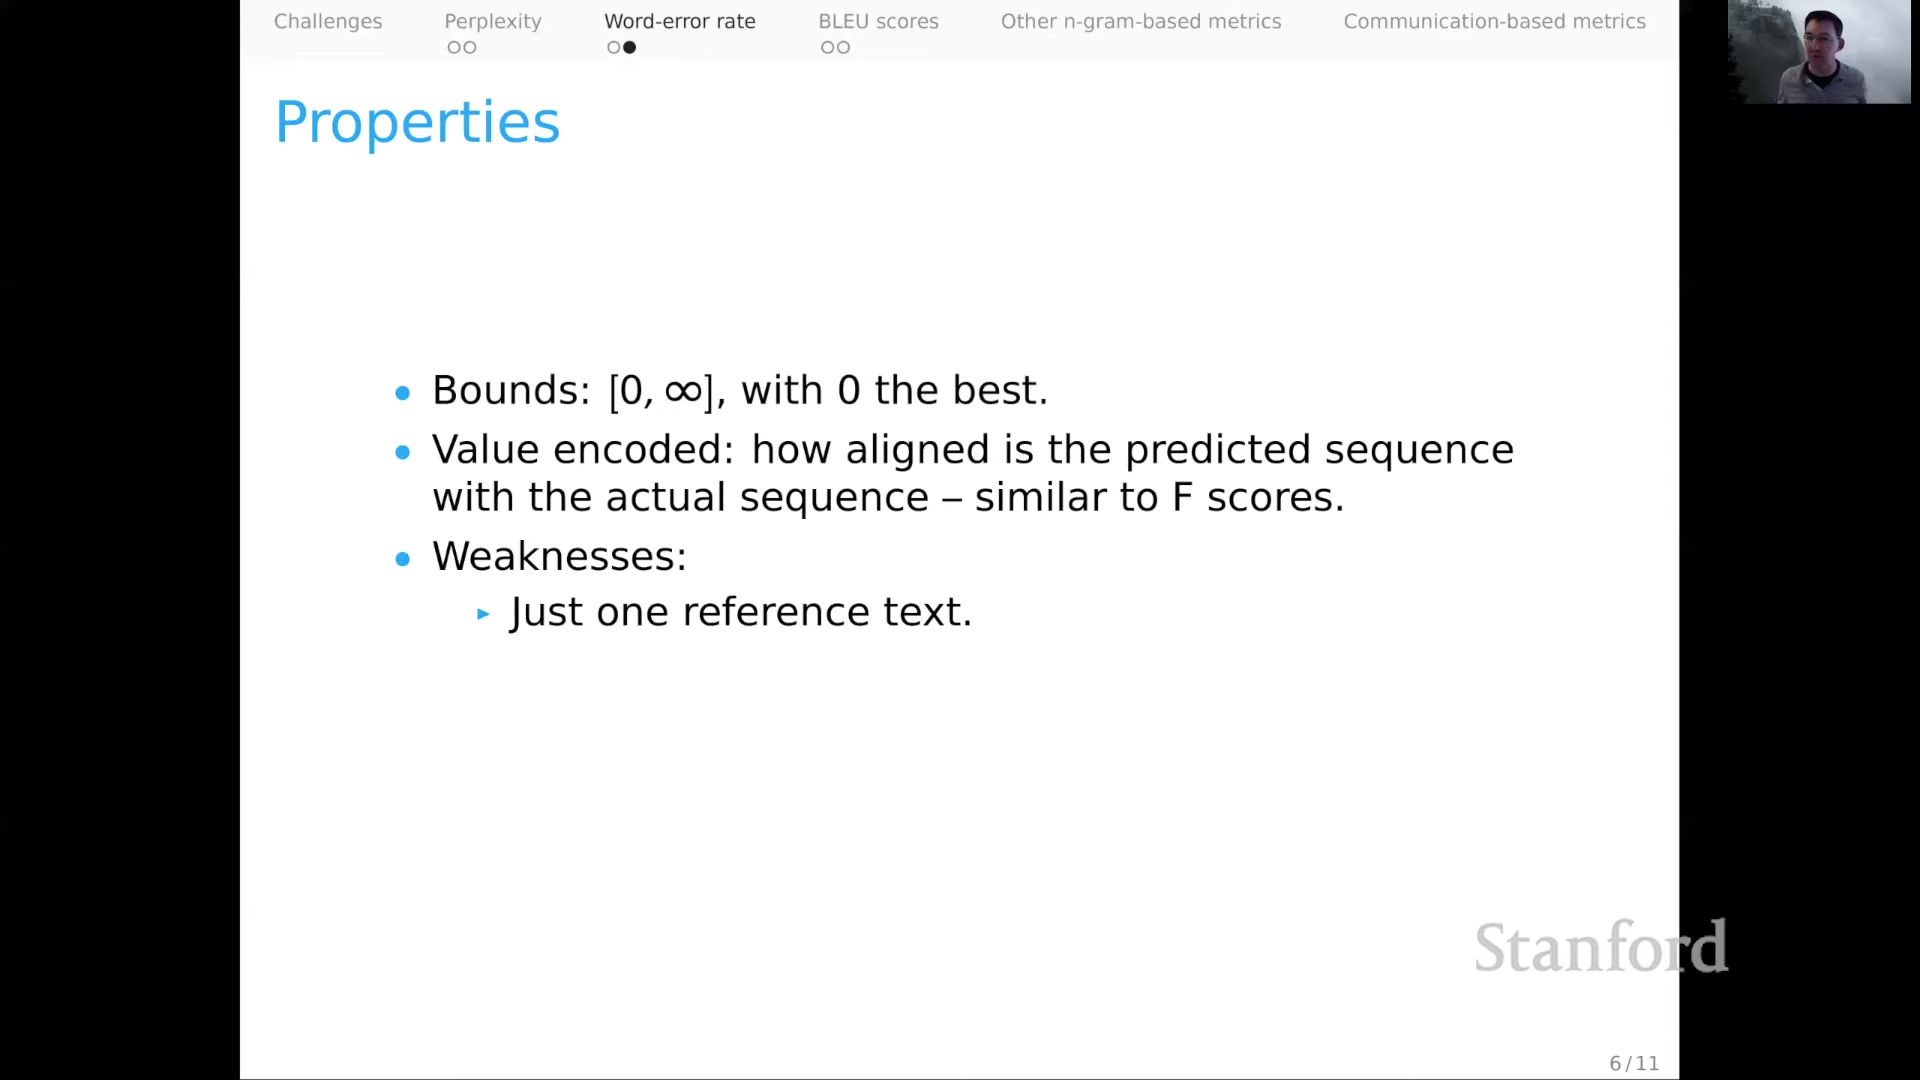 Challenges Perplexity Word-error rate BLEU scores Other n-gram-based metrics Communication-based metrics
Properties
• Bounds: [0, ∞], with 0 the best.
• Value encoded: how aligned is the predicted sequence
with the actual sequence – similar to F scores.
• Weaknesses:
▸ Just one reference text.
Stanford
6/11